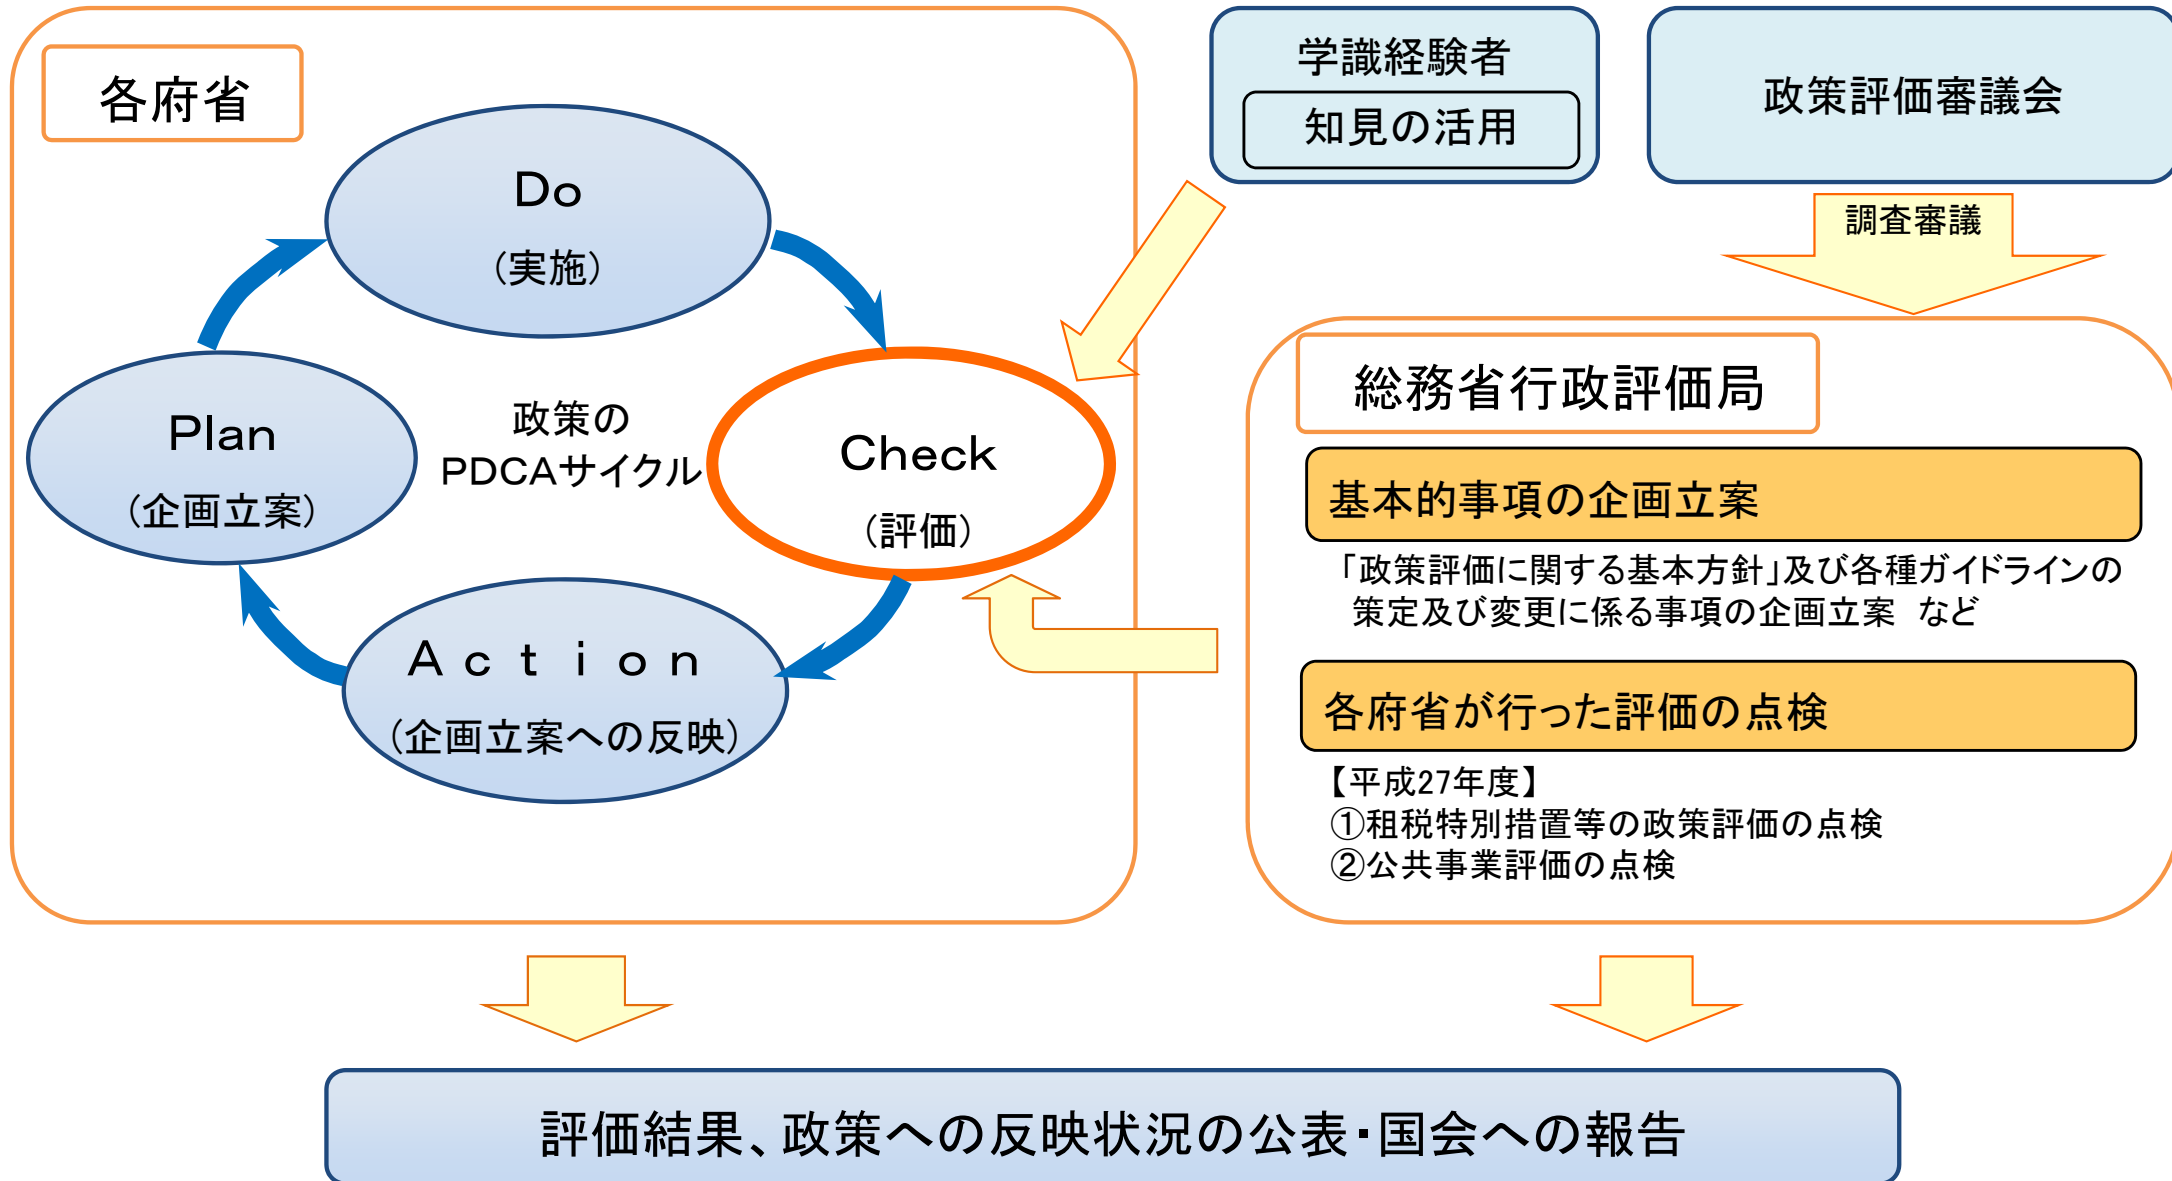 各府省
Do
(実施)
Plan
(企画立案)
政策の
PDCAサイクル
Check
(評価)
Action
(企画立案への反映)
学識経験者
知見の活用
政策評価審議会
調査審議
総務省行政評価局
基本的事項の企画立案
「政策評価に関する基本方針」及び各種ガイドラインの
策定及び変更に係る事項の企画立案 など
各府省が行った評価の点検
【平成27年度】
①租税特別措置等の政策評価の点検
②公共事業評価の点検
評価結果、政策への反映状況の公表・国会への報告